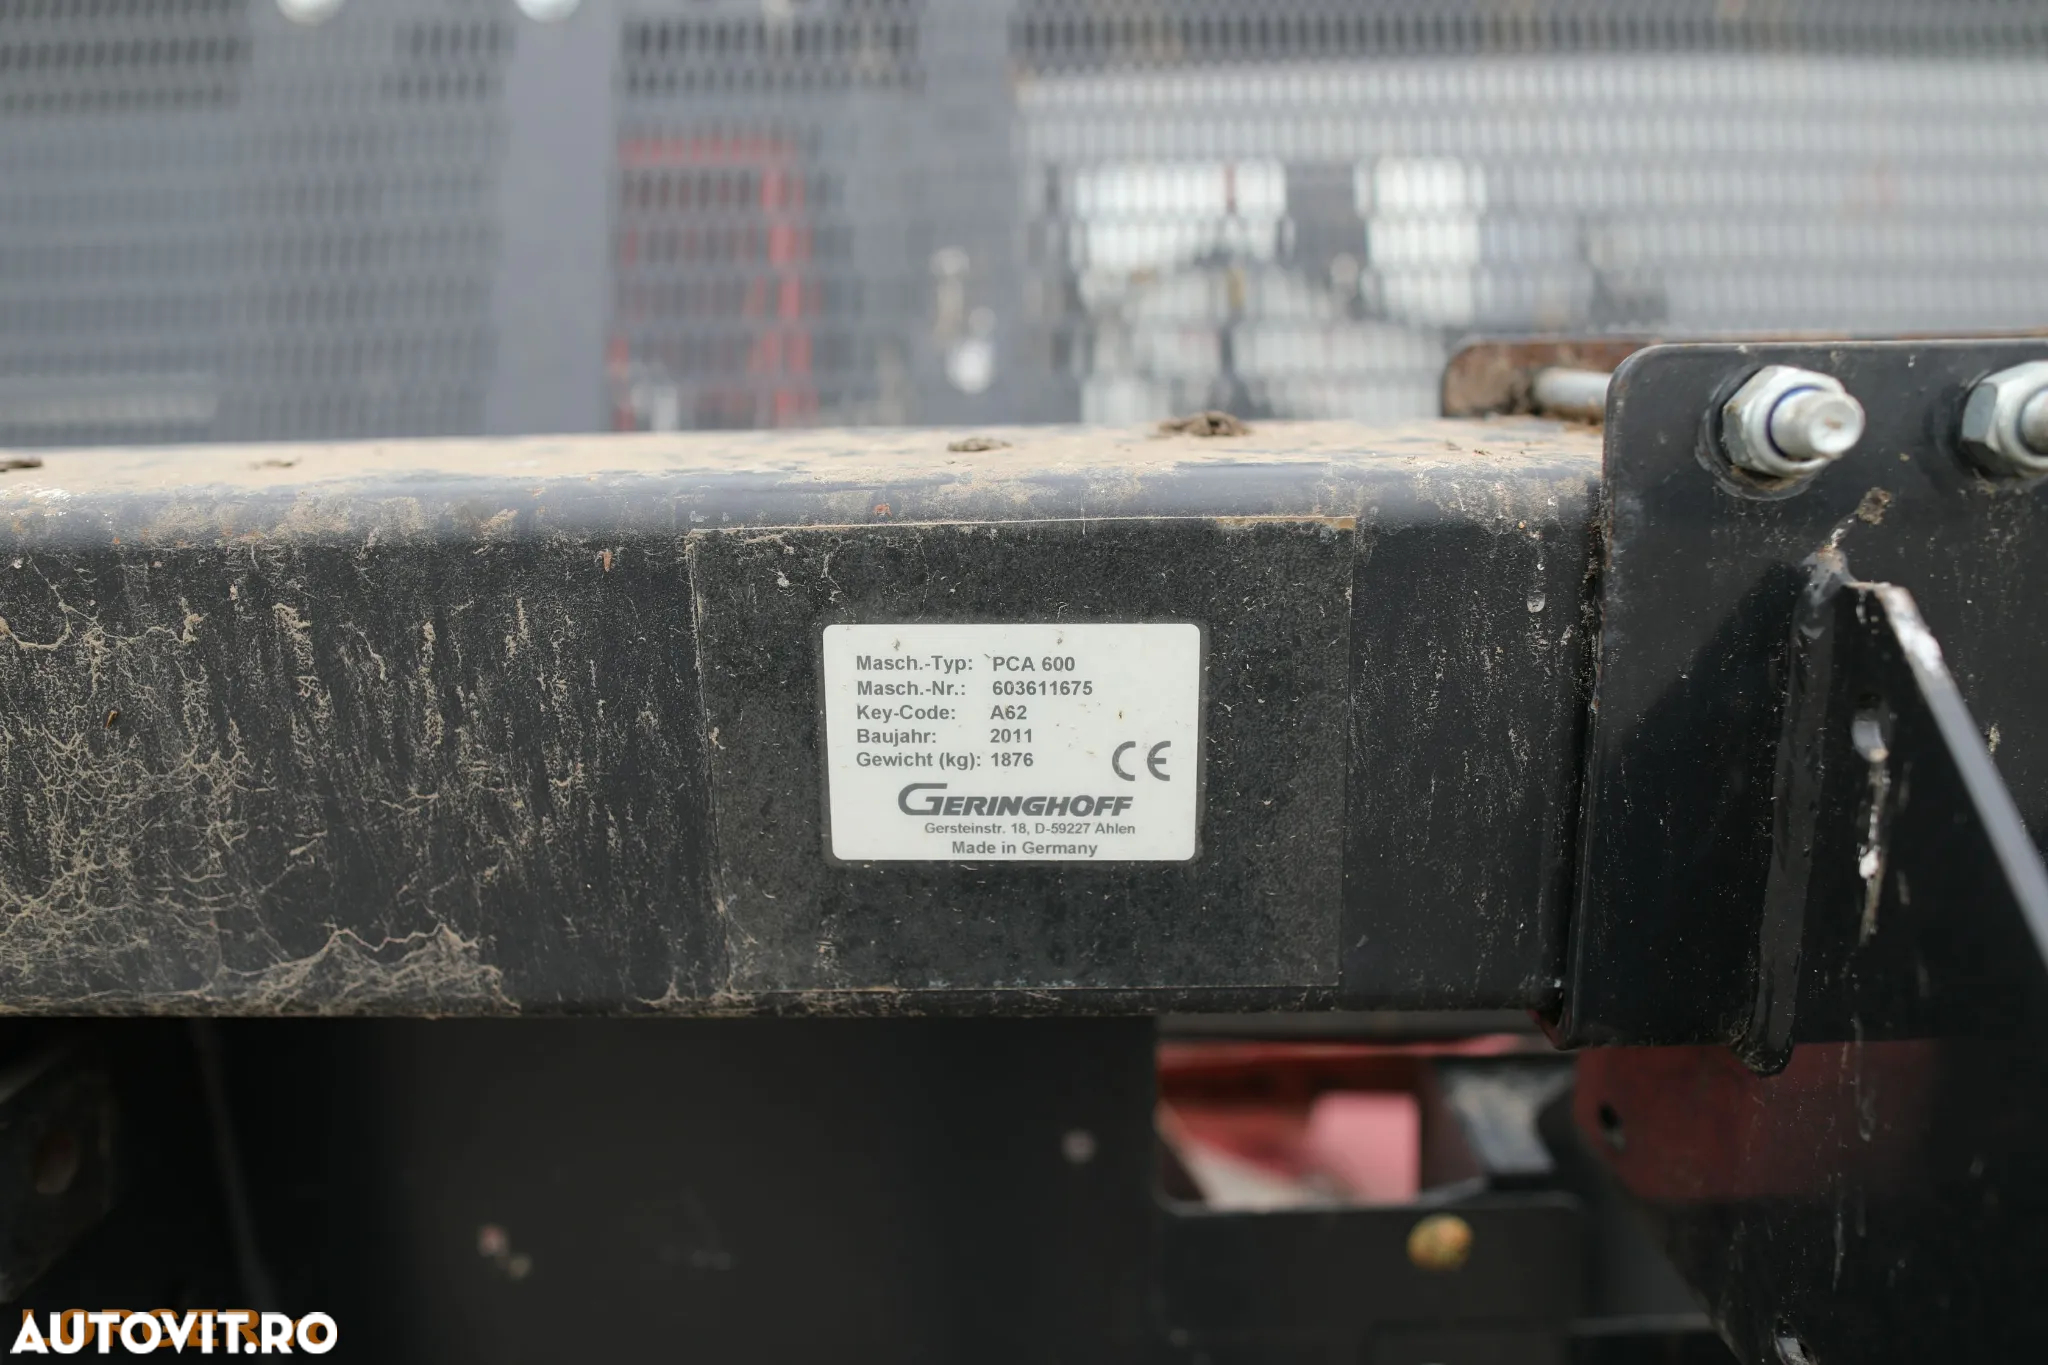 Masch.-Typ: PCA 600
Masch.-Nr.: 603611675
Key-Code: A62
Baujahr: 2011
Gewicht (kg): 1876
CE
GERINGHOFF
Gersteinstr. 18, D-59227 Ahlen
Made in Germany
AUTOVIT.RO